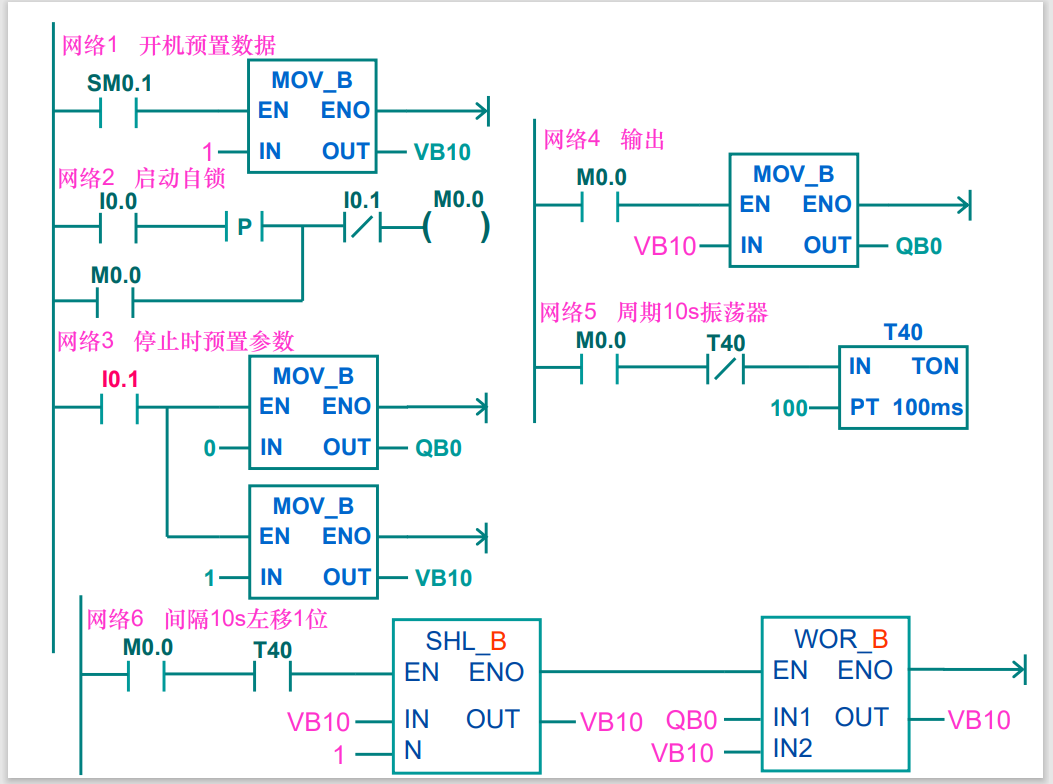 网络1 开机预置数据
SM0.1
MOV_B
EN ENO
1 IN OUT VB10
网络2 启动自锁
I0.0 P I0.1 M0.0
( )
M0.0
网络3 停止时预置参数
I0.1
MOV_B
EN ENO
0 IN OUT QB0
MOV_B
EN ENO
1 IN OUT VB10
网络4 输出
M0.0
MOV_B
EN ENO
VB10 IN OUT QB0
网络5 周期10s振荡器
M0.0 T40 T40
IN TON
100 PT 100ms
网络6 间隔10s左移1位
M0.0 T40
SHL_B
EN ENO
VB10 IN OUT VB10
1 N
WOR_B
EN ENO
QB0 IN1 OUT VB10
VB10 IN2